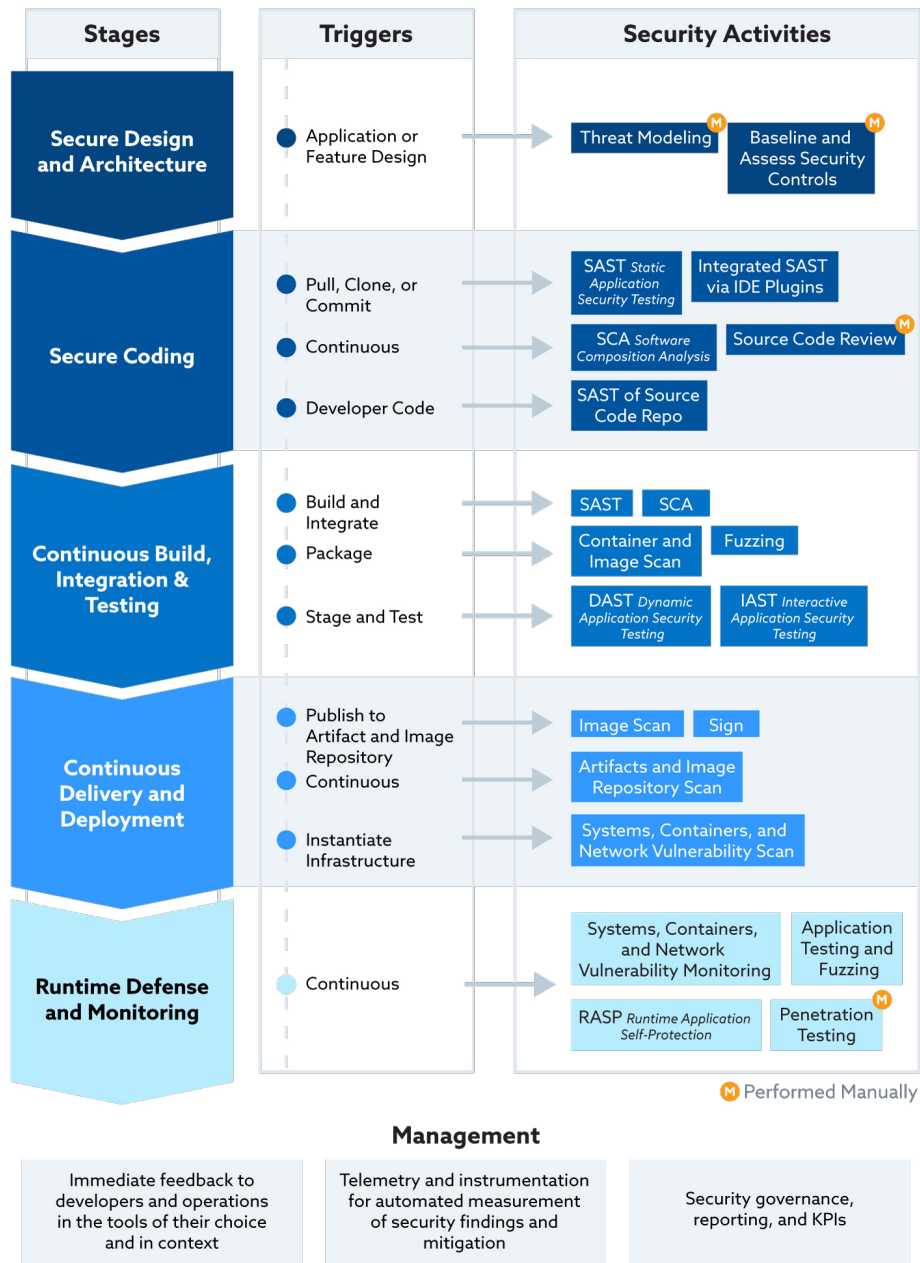 Stages
Triggers
Security Activities
Secure Design
and Architecture
Application or
Feature Design
Threat Modeling
M
Baseline and
Assess Security
Controls
M
Secure Coding
Pull, Clone, or
Commit
SAST Static
Application
Security Testing
Integrated SAST
via IDE Plugins
Continuous
SCA Software
Composition Analysis
Source Code Review
M
Developer Code
SAST of Source
Code Repo
Continuous Build,
Integration &
Testing
Build and
Integrate
SAST
SCA
Package
Container and
Image Scan
Fuzzing
Stage and Test
DAST Dynamic
Application Security
Testing
IAST Interactive
Application Security
Testing
Continuous
Delivery and
Deployment
Publish to
Artifact and Image
Repository
Image Scan
Sign
Continuous
Artifacts and Image
Repository Scan
Instantiate
Infrastructure
Systems, Containers, and
Network Vulnerability Scan
Runtime Defense
and Monitoring
Continuous
Systems, Containers,
and Network
Vulnerability Monitoring
Application
Testing and
Fuzzing
RASP Runtime Application
Self-Protection
Penetration
Testing
M
M Performed Manually
Management
Immediate feedback to
developers and operations
in the tools of their choice
and in context
Telemetry and instrumentation
for automated measurement
of security findings and
mitigation
Security governance,
reporting, and KPIs